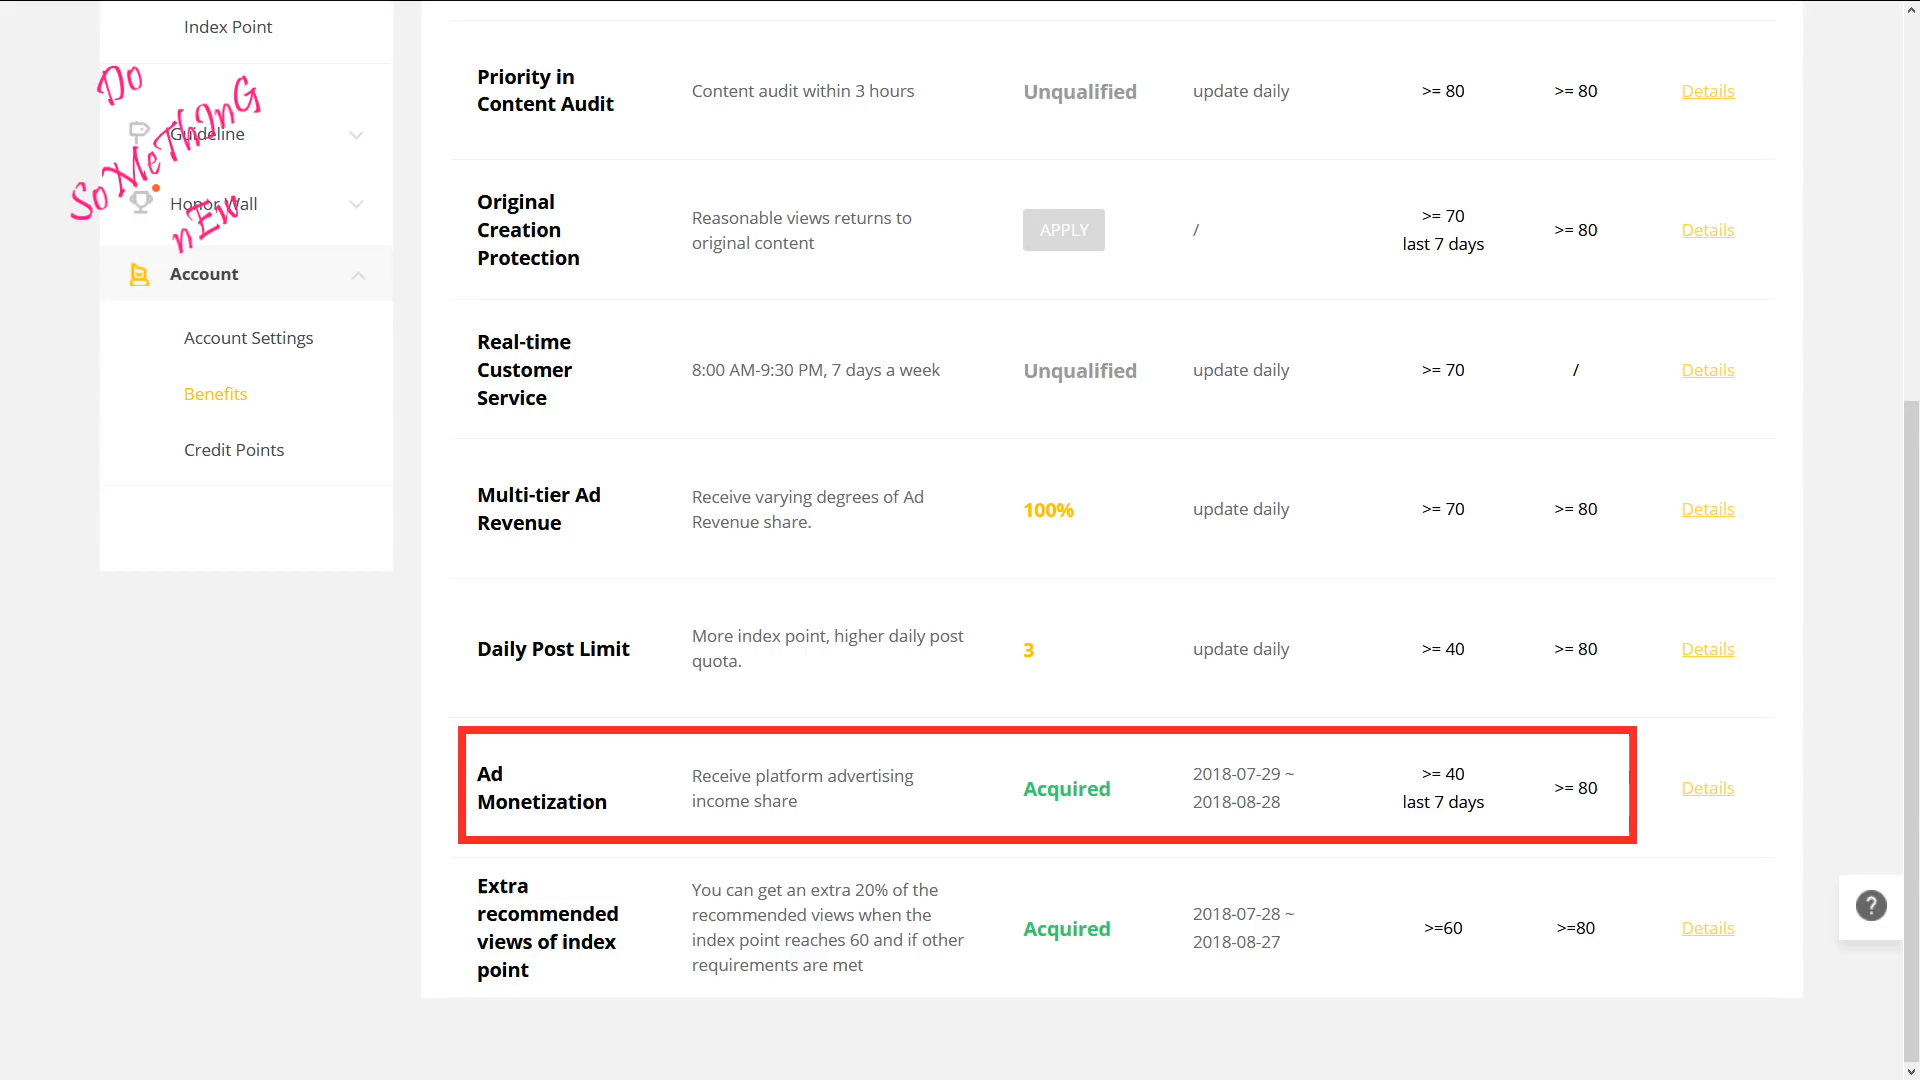 Index Point
Do
SoMeThInG
nEw
Guideline
Honor Wall
Account
Account Settings
Benefits
Credit Points
Priority in
Content Audit
Content audit within 3 hours
Unqualified
update daily
>= 80
>= 80
Details
Original
Creation
Protection
Reasonable views returns to
original content
APPLY
/
>= 70
last 7 days
>= 80
Details
Real-time
Customer
Service
8:00 AM-9:30 PM, 7 days a week
Unqualified
update daily
>= 70
/
Details
Multi-tier Ad
Revenue
Receive varying degrees of Ad
Revenue share.
100%
update daily
>= 70
>= 80
Details
Daily Post Limit
More index point, higher daily post
quota.
3
update daily
>= 40
>= 80
Details
Ad
Monetization
Receive platform advertising
income share
Acquired
2018-07-29 ~
2018-08-28
>= 40
last 7 days
>= 80
Details
Extra
recommended
views of index
point
You can get an extra 20% of the
recommended views when the
index point reaches 60 and if other
requirements are met
Acquired
2018-07-28 ~
2018-08-27
>=60
>=80
Details
?